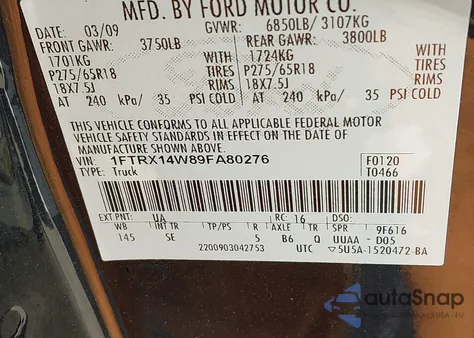 MFD. BY FORD MOTOR CO.
DATE: 03/09 GVWR: 6850LB/ 3107KG
FRONT GAWR: 3750LB REAR GAWR: 3800LB
1701KG 1724KG
P275/65R18 TIRES P275/65R18 TIRES
18X7.5J RIMS 18X7.5J RIMS
AT 240 kPa/ 35 PSI COLD AT 240 kPa/ 35 PSI COLD
THIS VEHICLE CONFORMS TO ALL APPLICABLE FEDERAL MOTOR
VEHICLE SAFETY STANDARDS IN EFFECT ON THE DATE OF MANUFACTURE
SHOWN ABOVE.
VIN: 1FTRX14W89FA80276 F0120
TYPE: Truck T0466
EXT PNT: UA RC: 16 DSO:
WB INT TR TP/PS R AXLE TR SPR 9F616
145 SE 5 B6 Q UUAA - D05
2200903042753 UTC 5U5A-1520472-BA
autoSnap